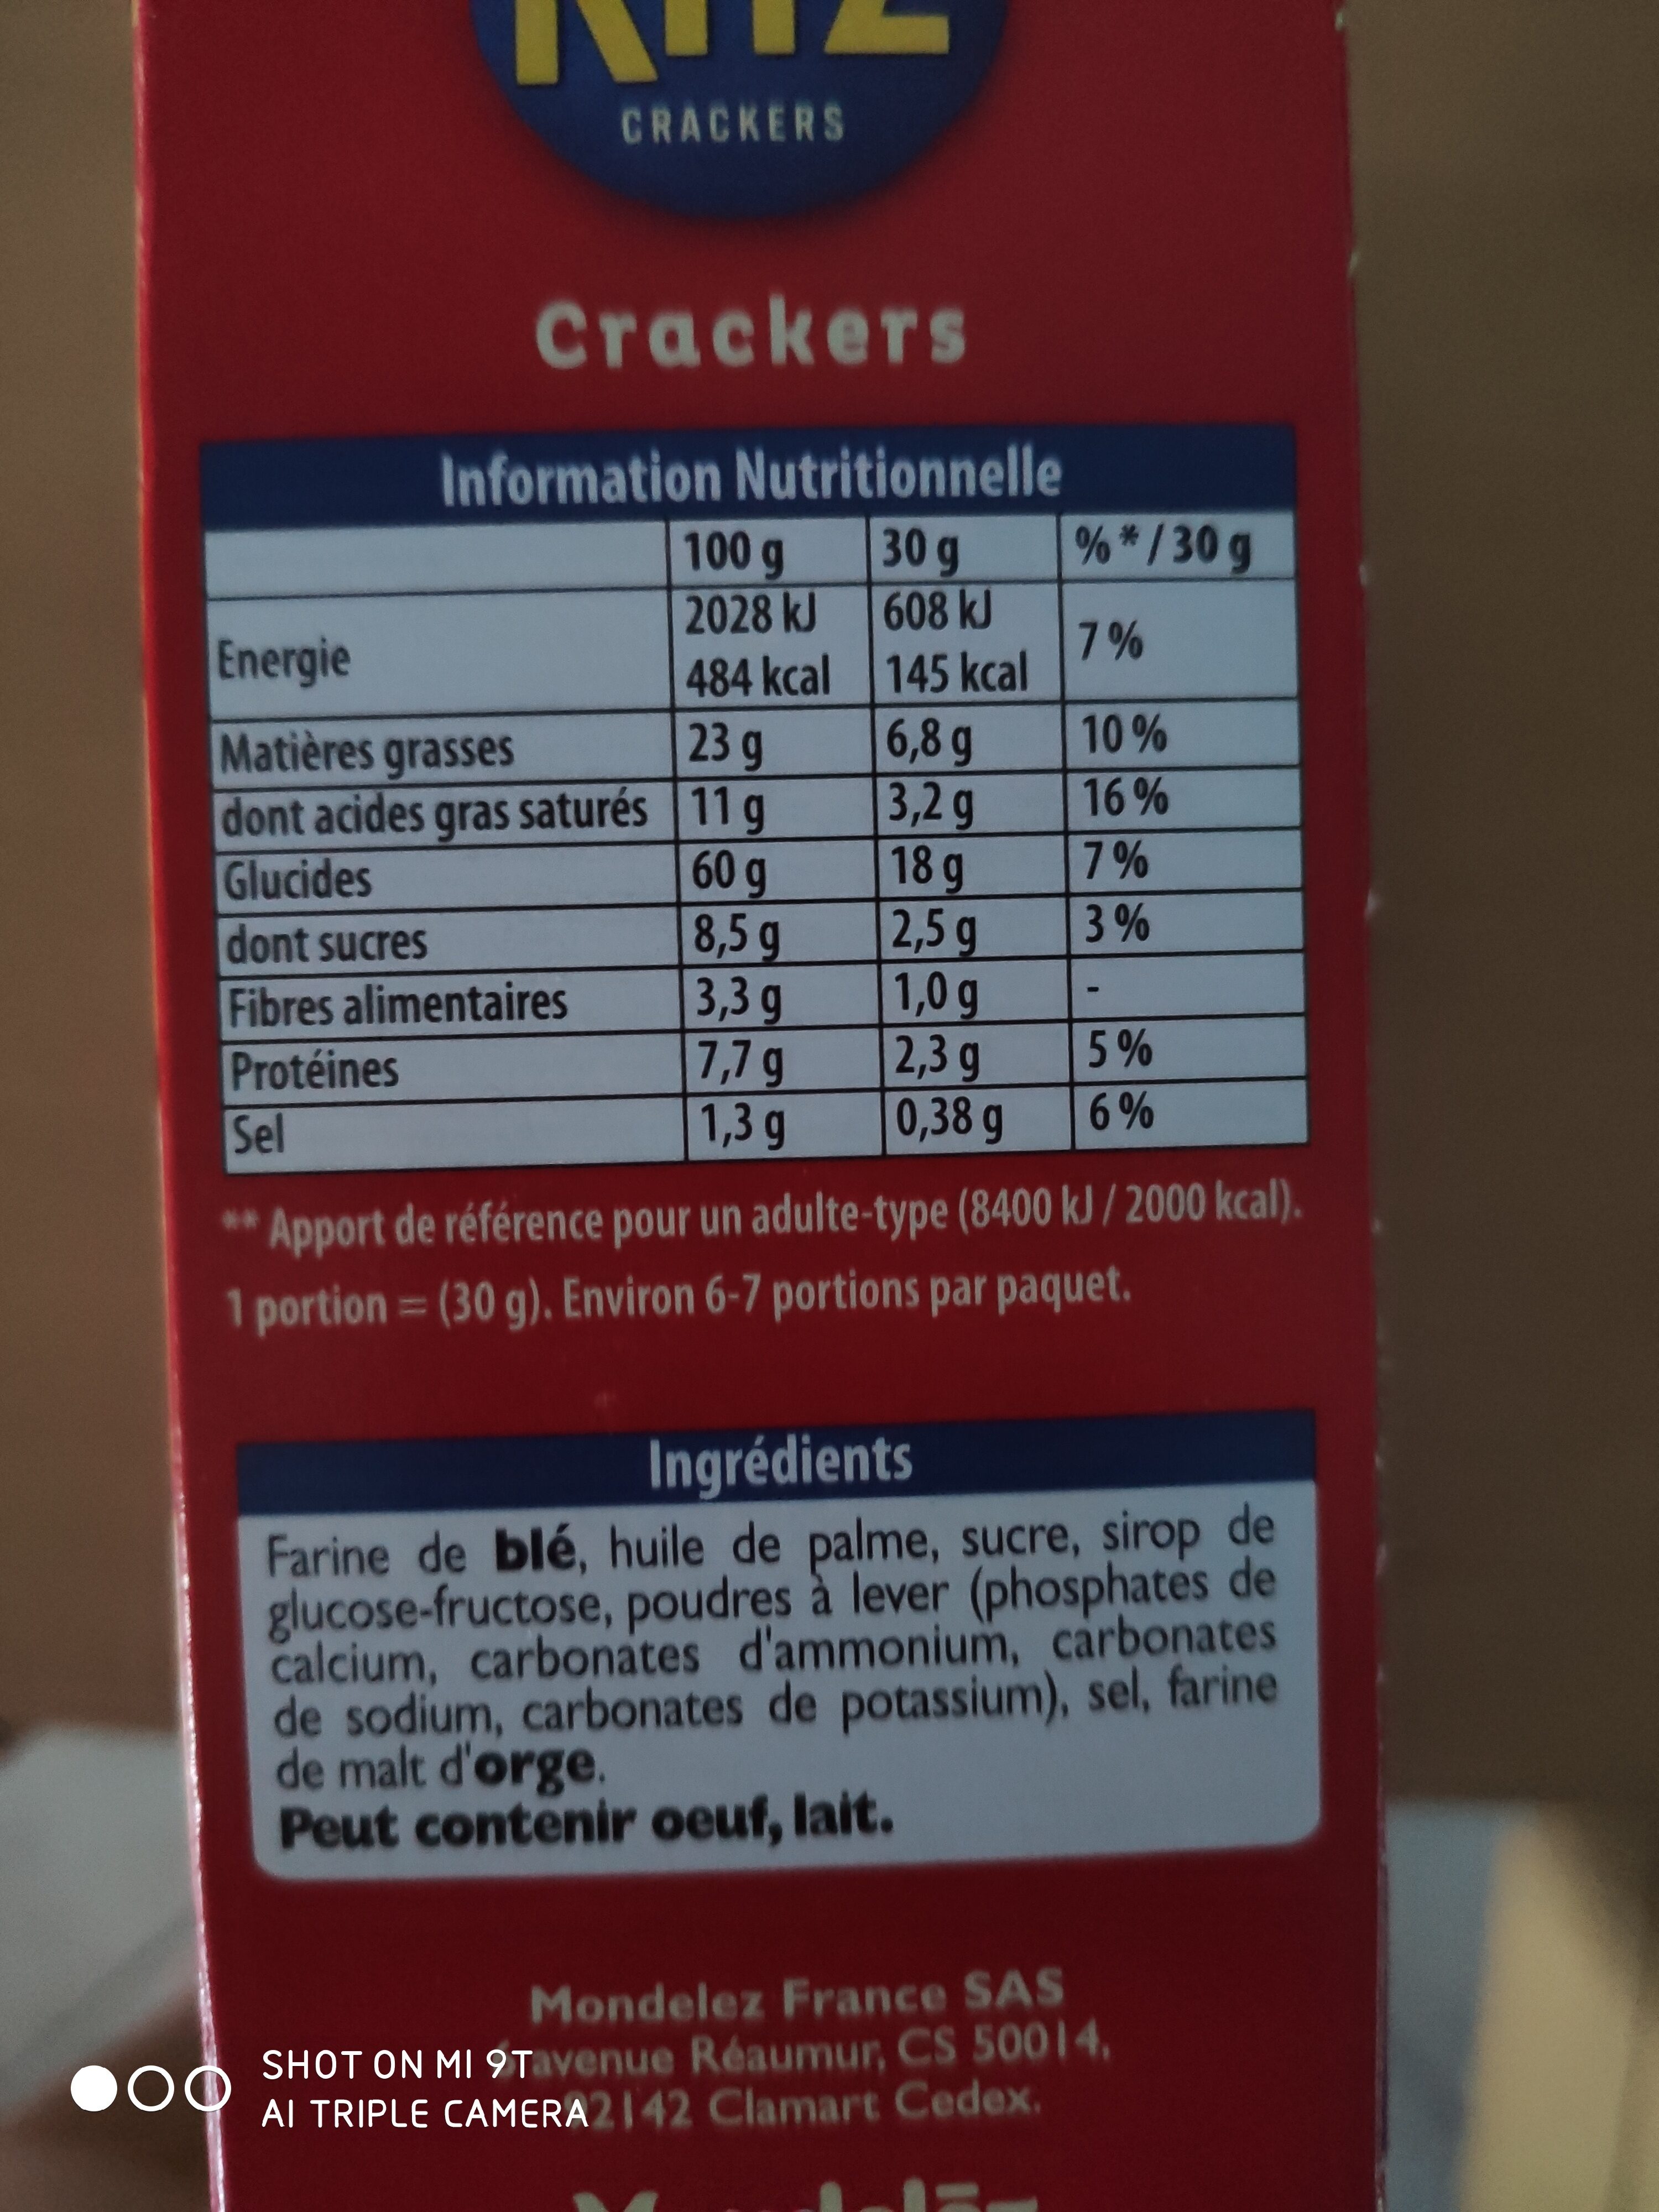 RITZ
CRACKERS
Crackers
Information Nutritionnelle
100 g 30 g %* / 30 g
Energie 2028 kJ 608 kJ 7 %
484 kcal 145 kcal
Matières grasses 23 g 6,8 g 10 %
dont acides gras saturés 11 g 3,2 g 16 %
Glucides 60 g 18 g 7 %
dont sucres 8,5 g 2,5 g 3 %
Fibres alimentaires 3,3 g 1,0 g -
Protéines 7,7 g 2,3 g 5 %
Sel 1,3 g 0,38 g 6 %
** Apport de référence pour un adulte-type (8400 kJ / 2000 kcal).
1 portion = (30 g). Environ 6-7 portions par paquet.
Ingrédients
Farine de blé, huile de palme, sucre, sirop de
glucose-fructose, poudres à lever (phosphates de
calcium, carbonates d'ammonium, carbonates
de sodium, carbonates de potassium), sel, farine
de malt d'orge.
Peut contenir oeuf, lait.
Mondelez France SAS
6 avenue Réaumur, CS 50014,
92142 Clamart Cedex.
SHOT ON MI 9T
AI TRIPLE CAMERA